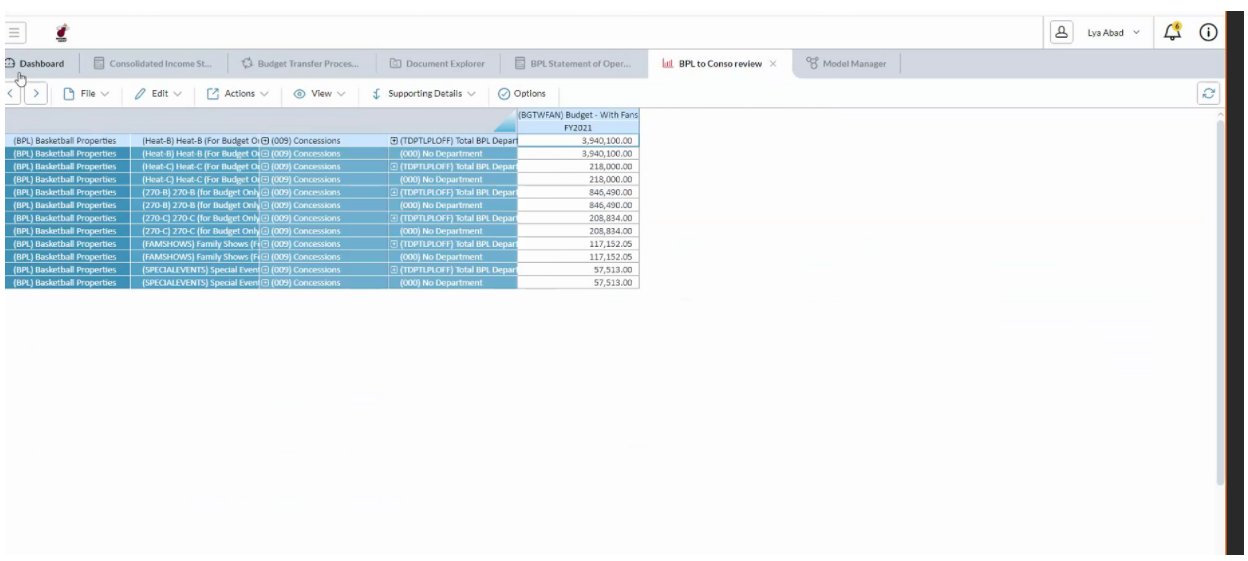 Lya Abad 6
Dashboard Consolidated Income St... Budget Transfer Proces... Document Explorer BPL Statement of Oper... BPL to Conso review × Model Manager
File Edit Actions View Supporting Details Options
(BGTWFAN) Budget - With Fans
FY2021
(BPL) Basketball Properties (Heat-B) Heat-B (For Budget On (009) Concessions (TDPTLPLOFF) Total BPL Depart 3,940,100.00
(BPL) Basketball Properties (Heat-B) Heat-B (For Budget On (009) Concessions (000) No Department 3,940,100.00
(BPL) Basketball Properties (Heat-C) Heat-C (For Budget On (009) Concessions (TDPTLPLOFF) Total BPL Depart 218,000.00
(BPL) Basketball Properties (Heat-C) Heat-C (For Budget On (009) Concessions (000) No Department 218,000.00
(BPL) Basketball Properties (270-B) 270-B (for Budget Only (009) Concessions (TDPTLPLOFF) Total BPL Depart 846,490.00
(BPL) Basketball Properties (270-B) 270-B (for Budget Only (009) Concessions (000) No Department 846,490.00
(BPL) Basketball Properties (270-C) 270-C (for Budget Only (009) Concessions (TDPTLPLOFF) Total BPL Depart 208,834.00
(BPL) Basketball Properties (270-C) 270-C (for Budget Only (009) Concessions (000) No Department 208,834.00
(BPL) Basketball Properties (FAMSHOWS) Family Shows (F (009) Concessions (TDPTLPLOFF) Total BPL Depart 117,152.05
(BPL) Basketball Properties (FAMSHOWS) Family Shows (F (009) Concessions (000) No Department 117,152.05
(BPL) Basketball Properties (SPECIALEVENTS) Special Event (009) Concessions (TDPTLPLOFF) Total BPL Depart 57,513.00
(BPL) Basketball Properties (SPECIALEVENTS) Special Event (009) Concessions (000) No Department 57,513.00